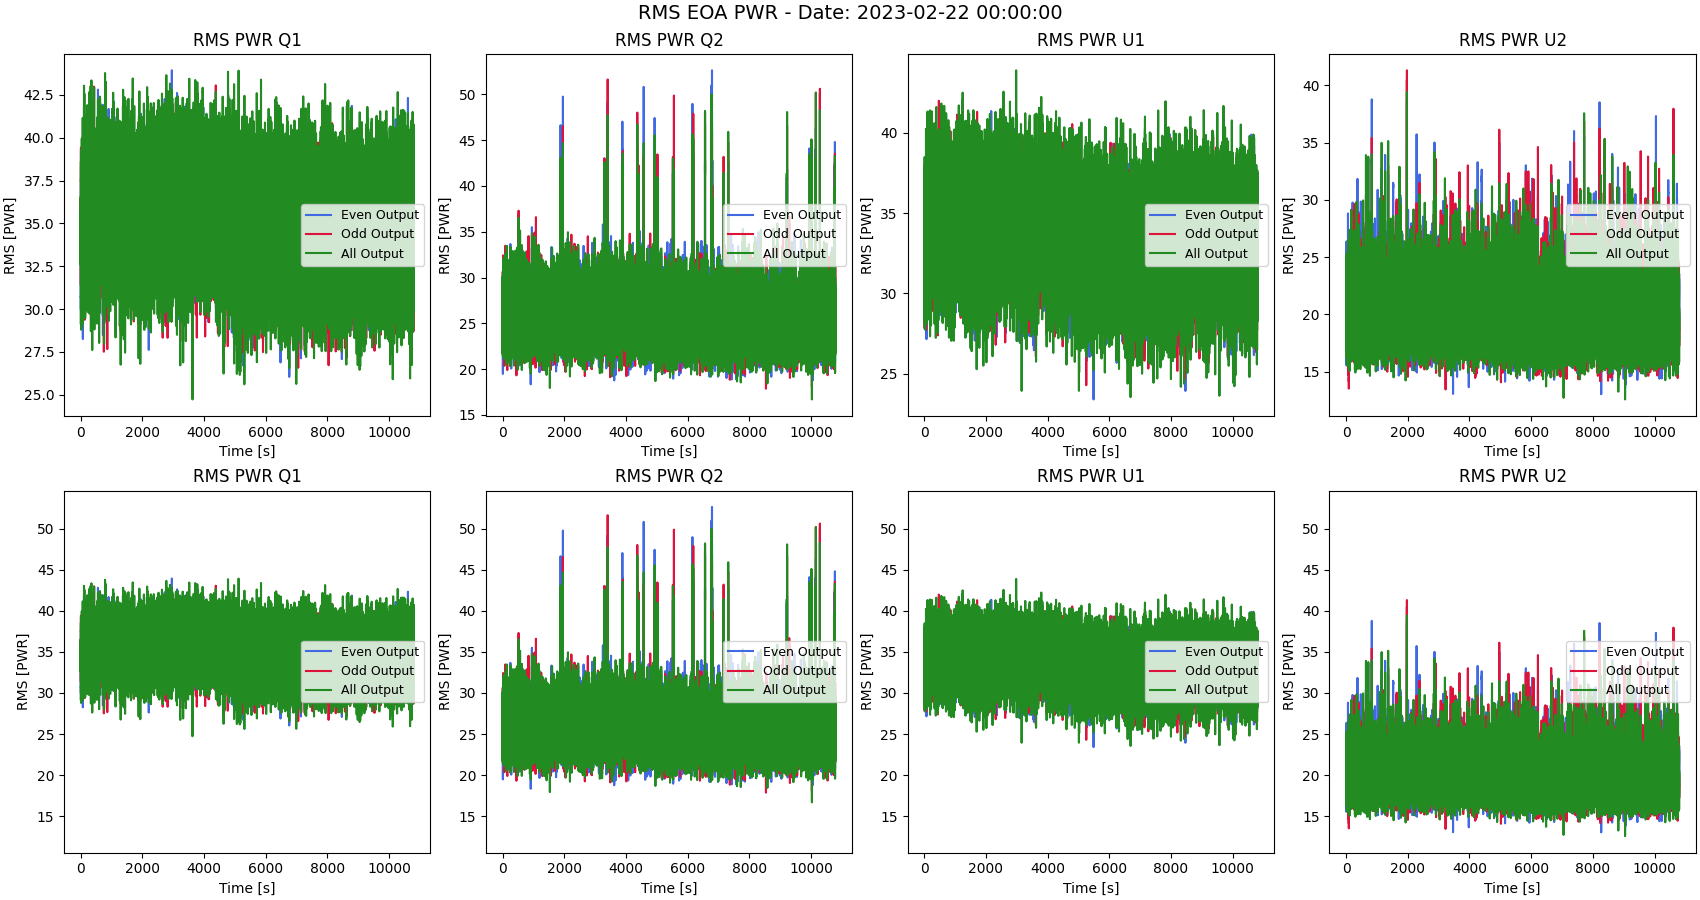 RMS EOA PWR - Date: 2023-02-22 00:00:00
RMS PWR Q1
RMS [PWR]
42.5
40.0
37.5
35.0
32.5
30.0
27.5
25.0
0 2000 4000 6000 8000 10000
Time [s]
Even Output
Odd Output
All Output
RMS PWR Q2
RMS [PWR]
50
45
40
35
30
25
20
15
0 2000 4000 6000 8000 10000
Time [s]
Even Output
Odd Output
All Output
RMS PWR U1
RMS [PWR]
40
35
30
25
0 2000 4000 6000 8000 10000
Time [s]
Even Output
Odd Output
All Output
RMS PWR U2
RMS [PWR]
40
35
30
25
20
15
0 2000 4000 6000 8000 10000
Time [s]
Even Output
Odd Output
All Output
RMS PWR Q1
RMS [PWR]
50
45
40
35
30
25
20
15
0 2000 4000 6000 8000 10000
Time [s]
Even Output
Odd Output
All Output
RMS PWR Q2
RMS [PWR]
50
45
40
35
30
25
20
15
0 2000 4000 6000 8000 10000
Time [s]
Even Output
Odd Output
All Output
RMS PWR U1
RMS [PWR]
50
45
40
35
30
25
20
15
0 2000 4000 6000 8000 10000
Time [s]
Even Output
Odd Output
All Output
RMS PWR U2
RMS [PWR]
50
45
40
35
30
25
20
15
0 2000 4000 6000 8000 10000
Time [s]
Even Output
Odd Output
All Output